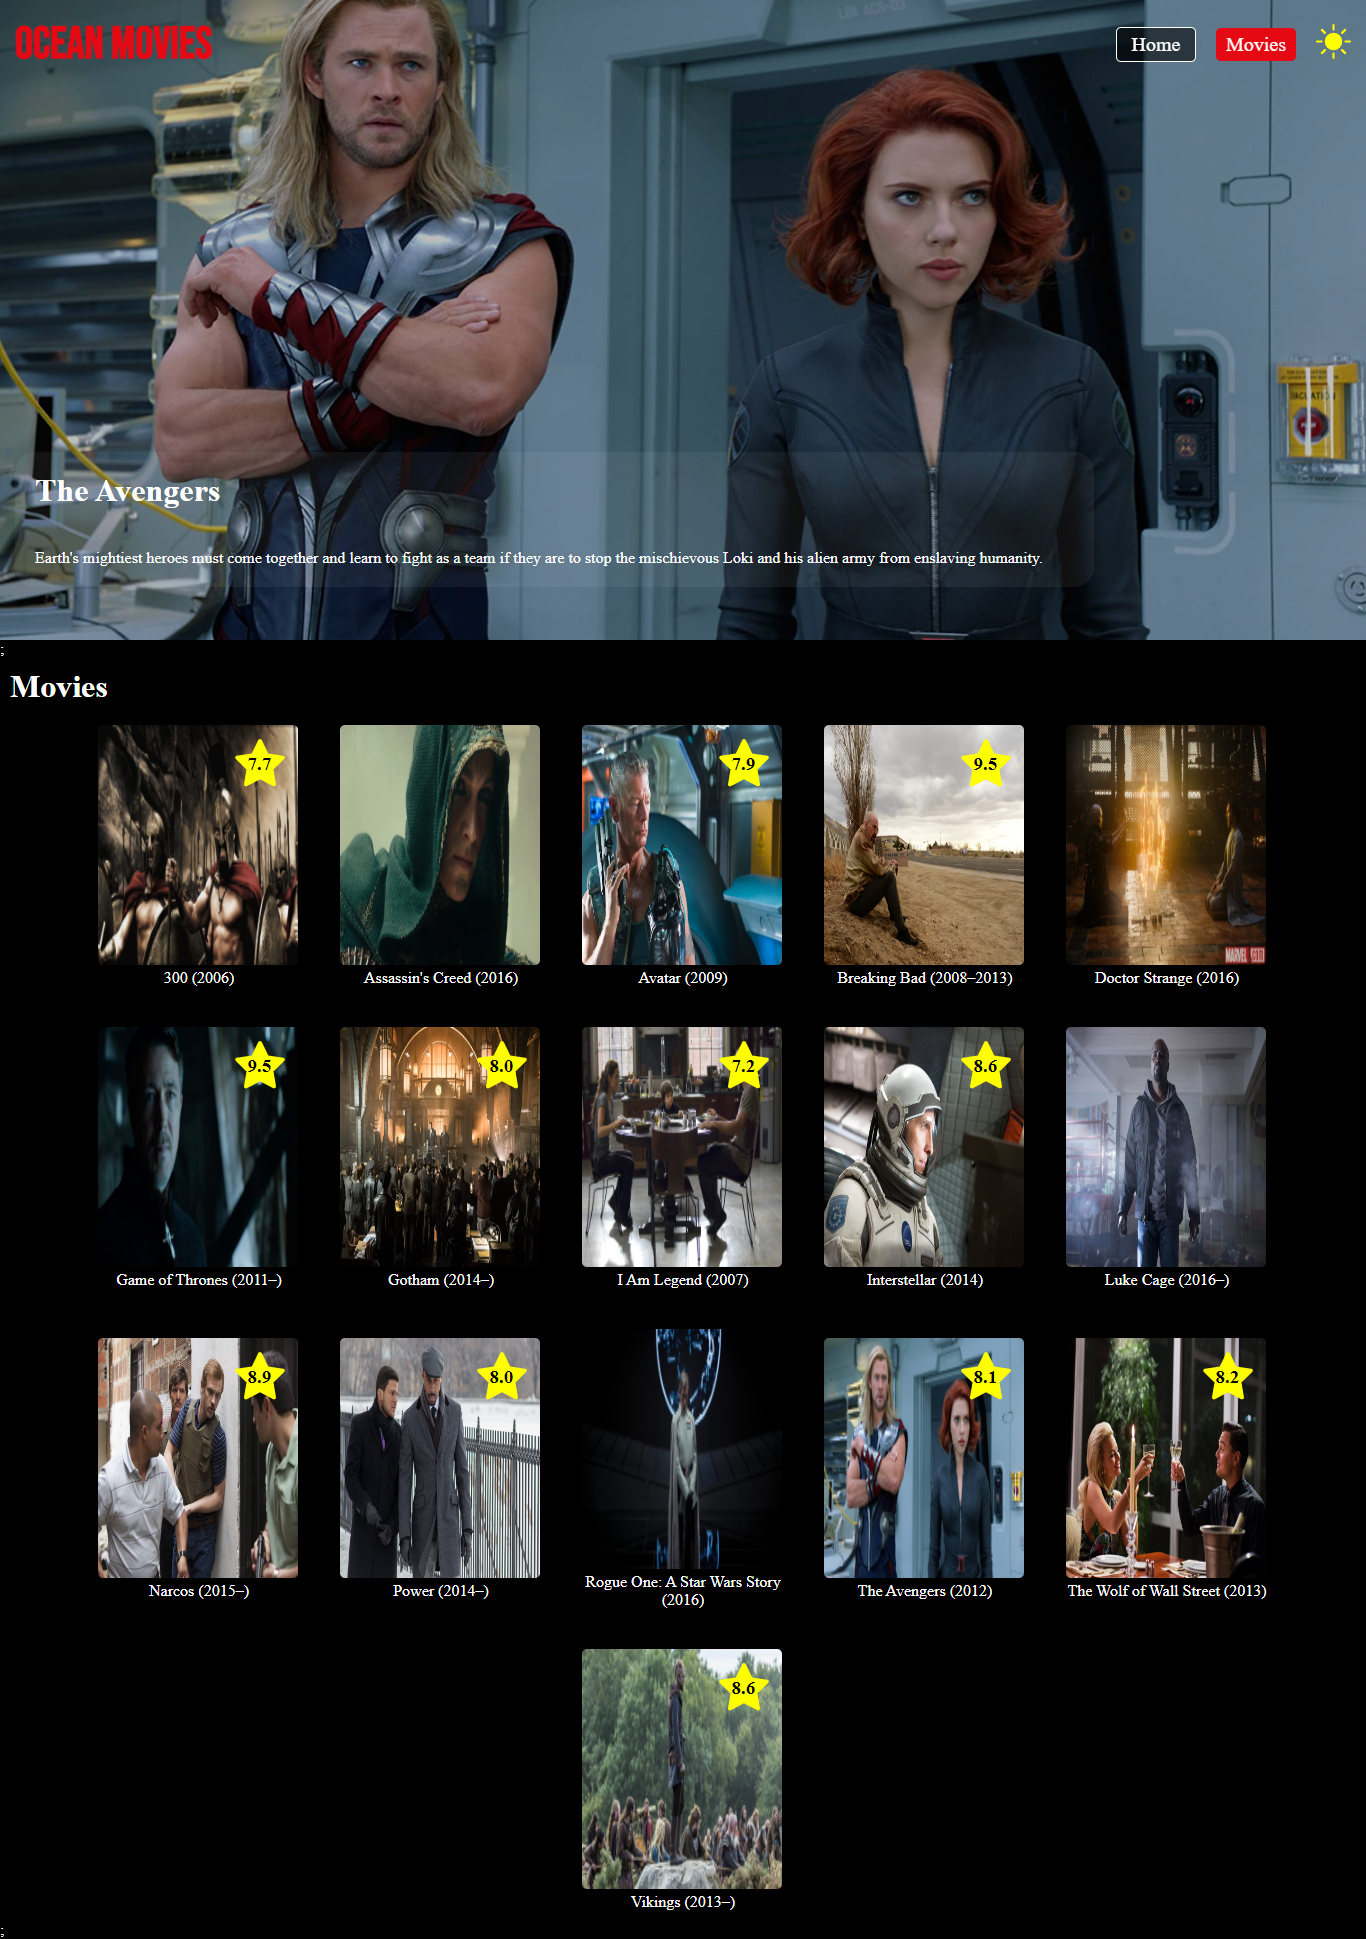 LBB ACS-03
OCEAN MOVIES
Home
Movies
EVACUATION
The Avengers
Earth's mightiest heroes must come together and learn to fight as a team if they are to stop the mischievous Loki and his alien army from enslaving humanity.
;
Movies
7.7
7.9
9.5
MARVEL
300 (2006)
Assassin's Creed (2016)
Avatar (2009)
Breaking Bad (2008–2013)
Doctor Strange (2016)
9.5
8.0
7.2
8.6
Game of Thrones (2011–)
Gotham (2014–)
I Am Legend (2007)
Interstellar (2014)
Luke Cage (2016–)
8.9
8.0
8.1
8.2
Narcos (2015–)
Power (2014–)
Rogue One: A Star Wars Story
(2016)
The Avengers (2012)
The Wolf of Wall Street (2013)
8.6
Vikings (2013–)
;